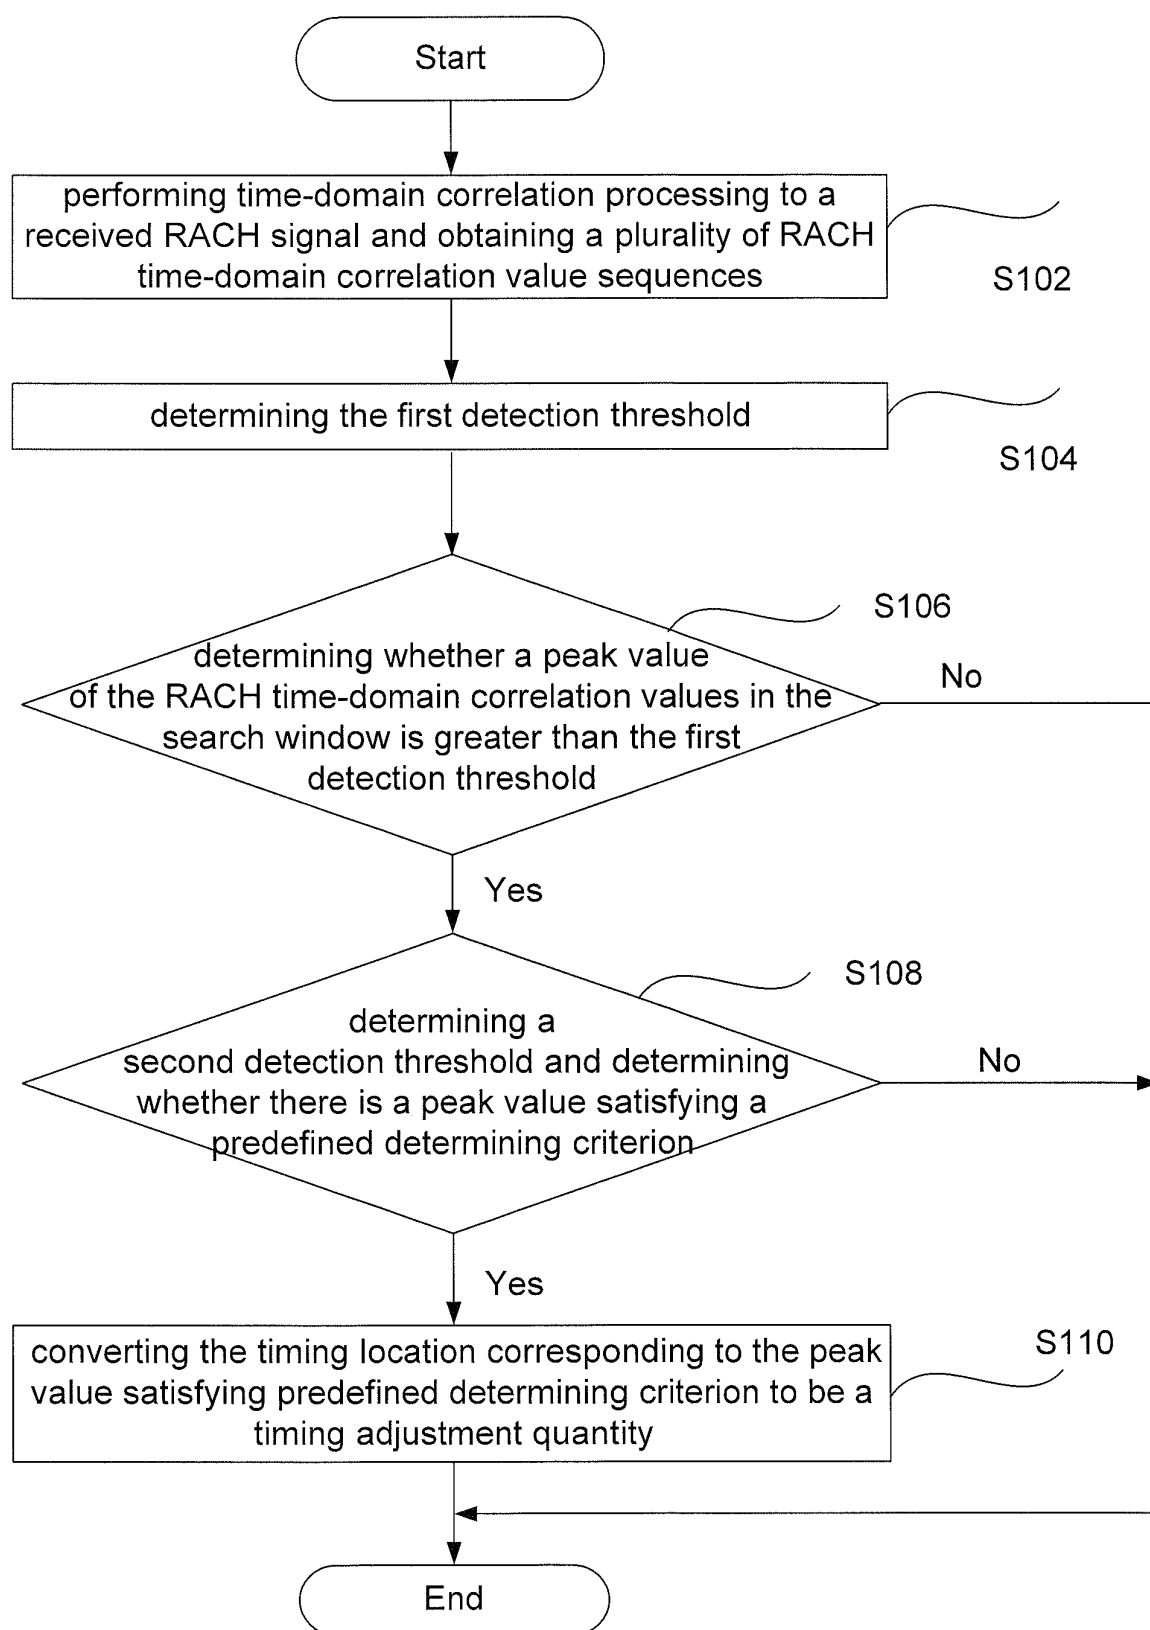 Start
performing time-domain correlation processing to a
received RACH signal and obtaining a plurality of RACH
time-domain correlation value sequences
S102
determining the first detection threshold
S104
S106
determining whether a peak value
of the RACH time-domain correlation values in the
search window is greater than the first
detection threshold
No
Yes
S108
determining a
second detection threshold and determining
whether there is a peak value satisfying a
predefined determining criterion
No
Yes
S110
converting the timing location corresponding to the peak
value satisfying predefined determining criterion to be a
timing adjustment quantity
End